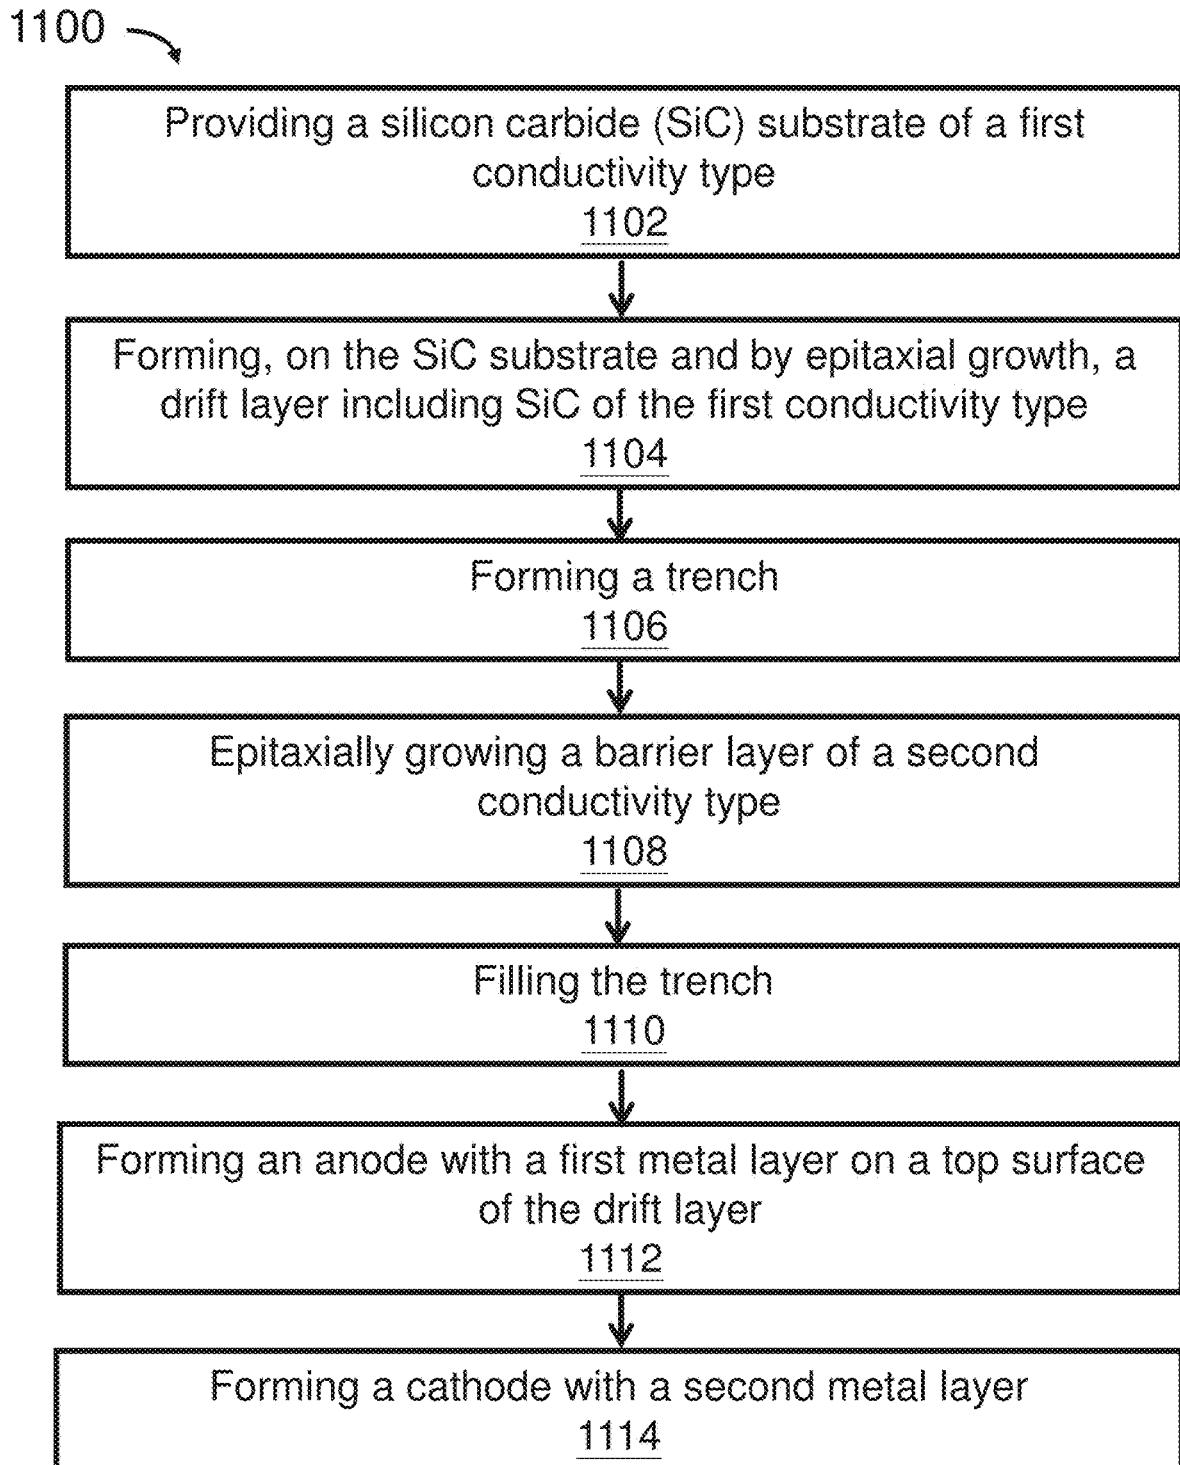 1100
Providing a silicon carbide (SiC) substrate of a first
conductivity type
1102
Forming, on the SiC substrate and by epitaxial growth, a
drift layer including SiC of the first conductivity type
1104
Forming a trench
1106
Epitaxially growing a barrier layer of a second
conductivity type
1108
Filling the trench
1110
Forming an anode with a first metal layer on a top surface
of the drift layer
1112
Forming a cathode with a second metal layer
1114